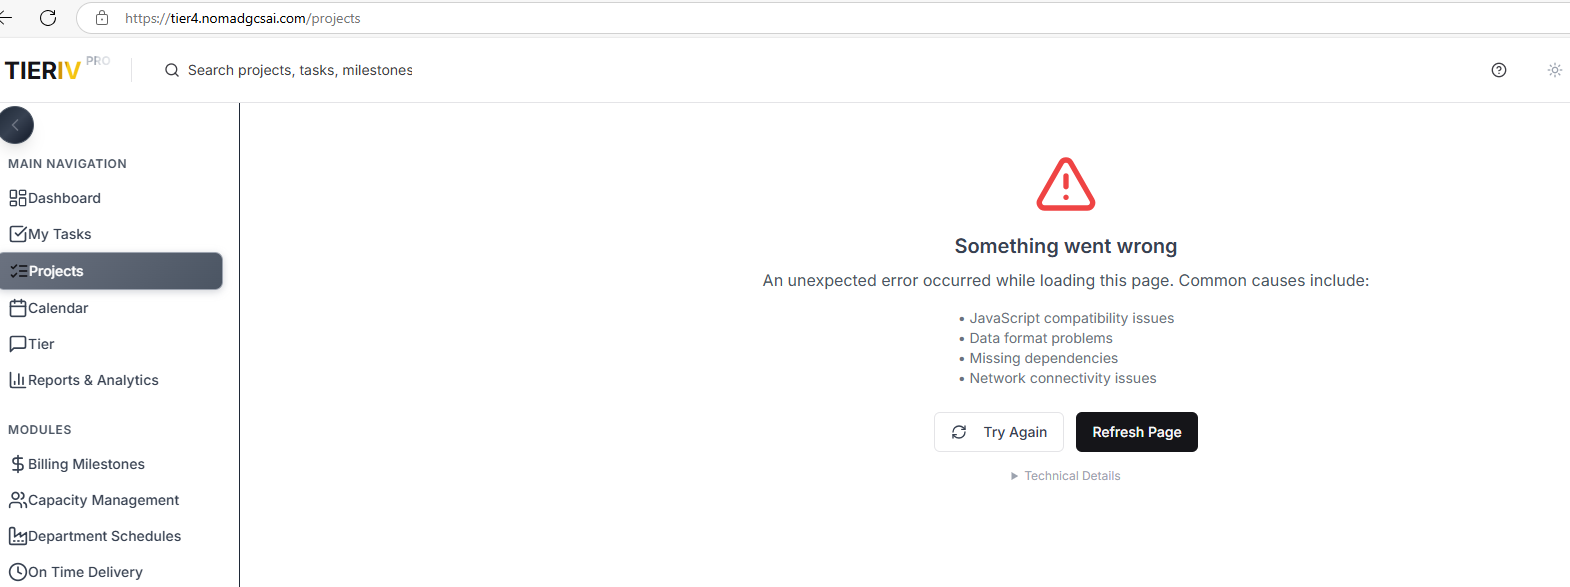 https://tier4.nomadgcsai.com/projects
TIERIV PRO
Search projects, tasks, milestones
MAIN NAVIGATION
Dashboard
My Tasks
Projects
Calendar
Tier
Reports & Analytics
MODULES
Billing Milestones
Capacity Management
Department Schedules
On Time Delivery
Something went wrong
An unexpected error occurred while loading this page. Common causes include:
• JavaScript compatibility issues
• Data format problems
• Missing dependencies
• Network connectivity issues
Try Again
Refresh Page
Technical Details